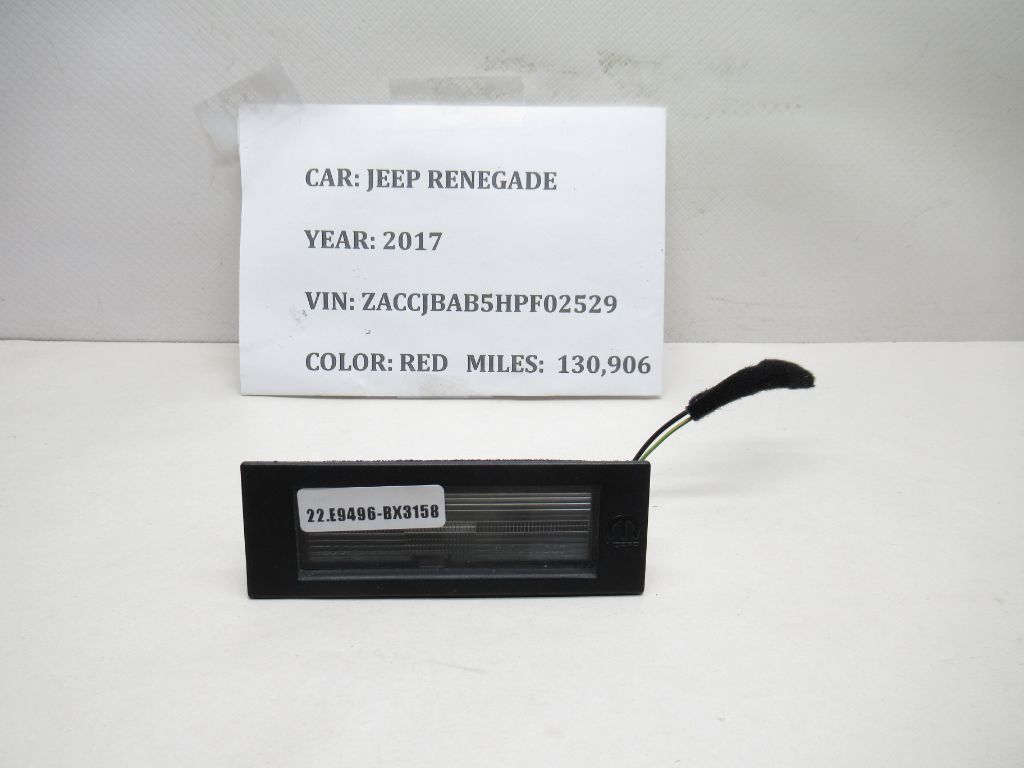 CAR: JEEP RENEGADE
YEAR: 2017
VIN: ZACCJBAB5HPF02529
COLOR: RED MILES: 130,906
22.E9496-BX3158